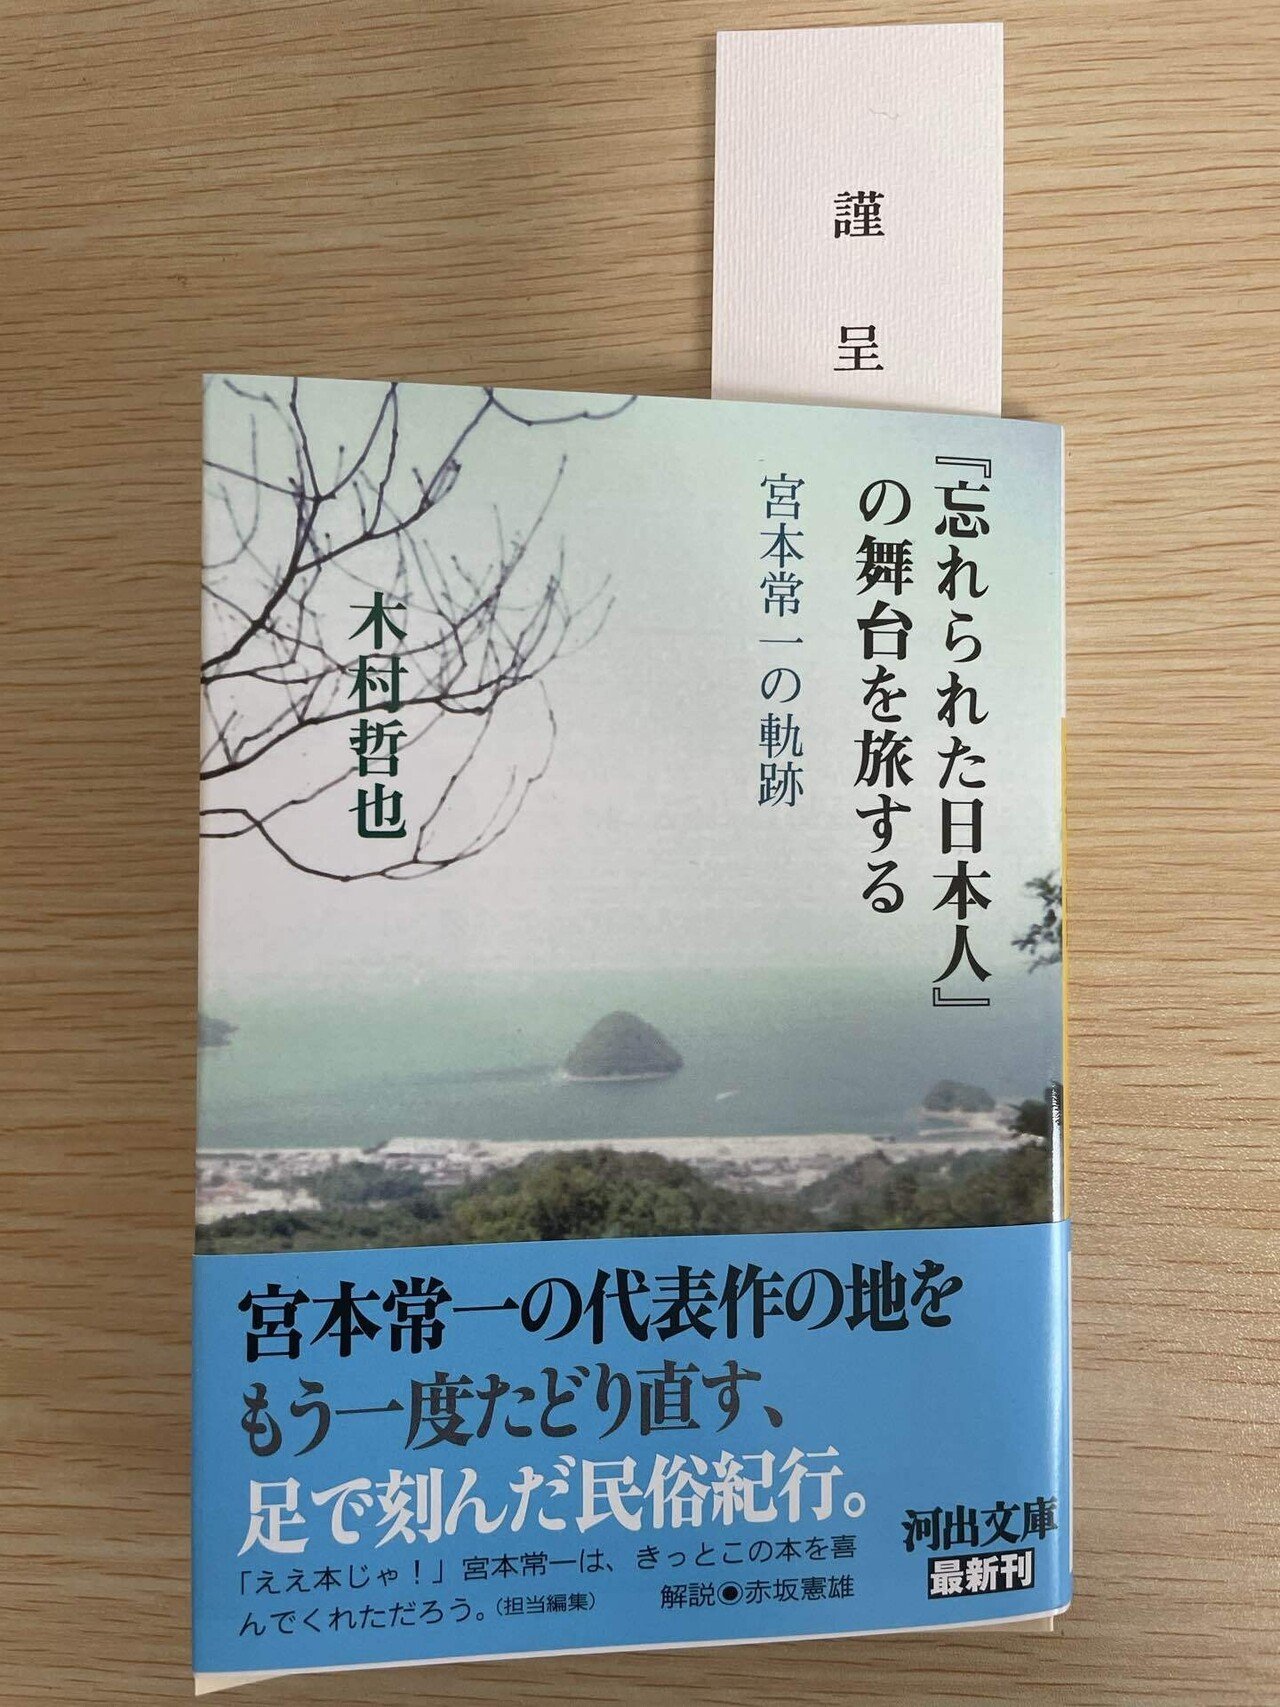 謹呈
『忘れられた日本人』
の舞台を旅する
宮本常一の軌跡
木村哲也
宮本常一の代表作の地を
もう一度たどり直す、
足で刻んだ民俗紀行。
「ええ本じゃ！」宮本常一は、きっとこの本を喜
んでくれただろう。（担当編集）
解説◉赤坂憲雄
河出文庫
最新刊